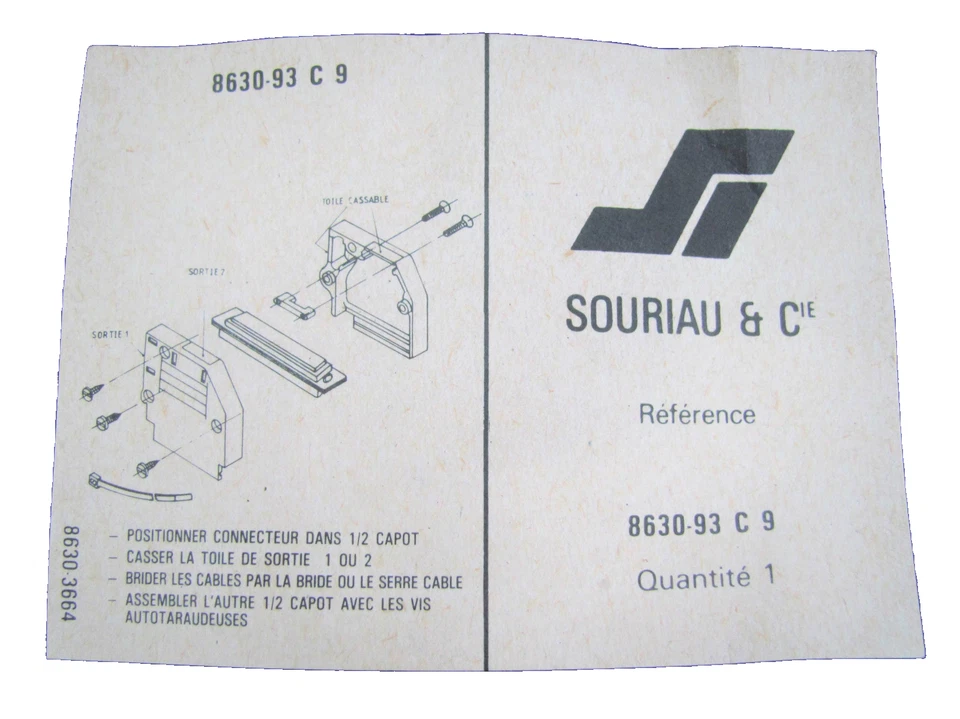 8630-93 C 9
TOILE CASSABLE
SORTIE 2
SORTIE 1
8630-3664
— POSITIONNER CONNECTEUR DANS 1/2 CAPOT
— CASSER LA TOILE DE SORTIE 1 OU 2
— BRIDER LES CABLES PAR LA BRIDE OU LE SERRE CABLE
— ASSEMBLER L'AUTRE 1/2 CAPOT AVEC LES VIS
AUTOTARAUDEUSES
SOURIAU & CIE
Référence
8630-93 C 9
Quantité 1